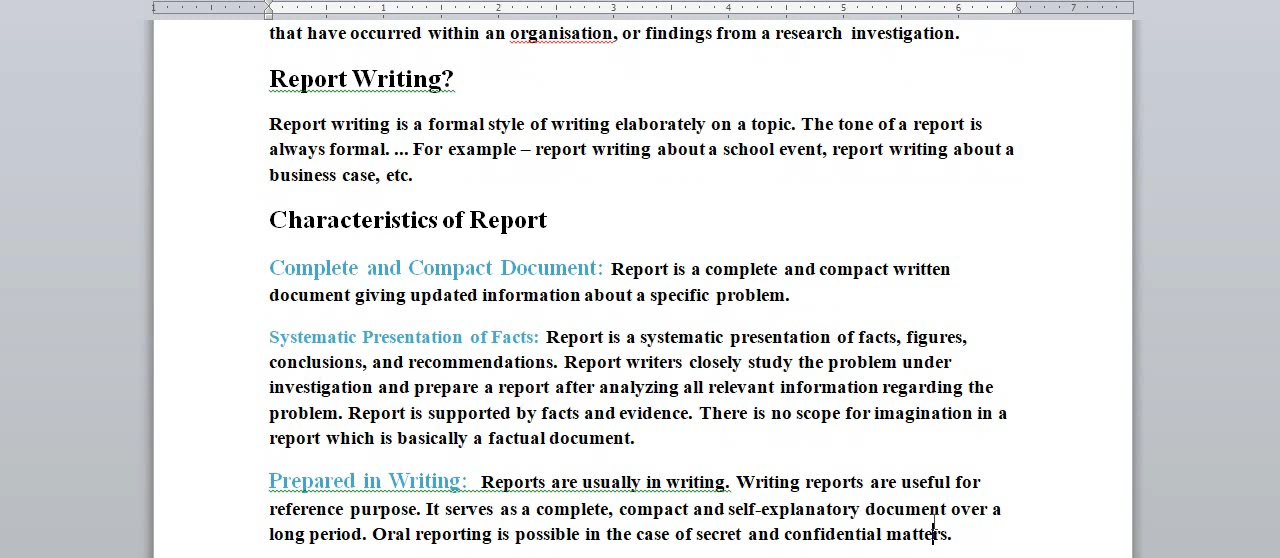 1 1 2 3 4 5 6 7
that have occurred within an organisation, or findings from a research investigation.
Report Writing?
Report writing is a formal style of writing elaborately on a topic. The tone of a report is
always formal. ... For example – report writing about a school event, report writing about a
business case, etc.
Characteristics of Report
Complete and Compact Document: Report is a complete and compact written
document giving updated information about a specific problem.
Systematic Presentation of Facts: Report is a systematic presentation of facts, figures,
conclusions, and recommendations. Report writers closely study the problem under
investigation and prepare a report after analyzing all relevant information regarding the
problem. Report is supported by facts and evidence. There is no scope for imagination in a
report which is basically a factual document.
Prepared in Writing: Reports are usually in writing. Writing reports are useful for
reference purpose. It serves as a complete, compact and self-explanatory document over a
long period. Oral reporting is possible in the case of secret and confidential matters.